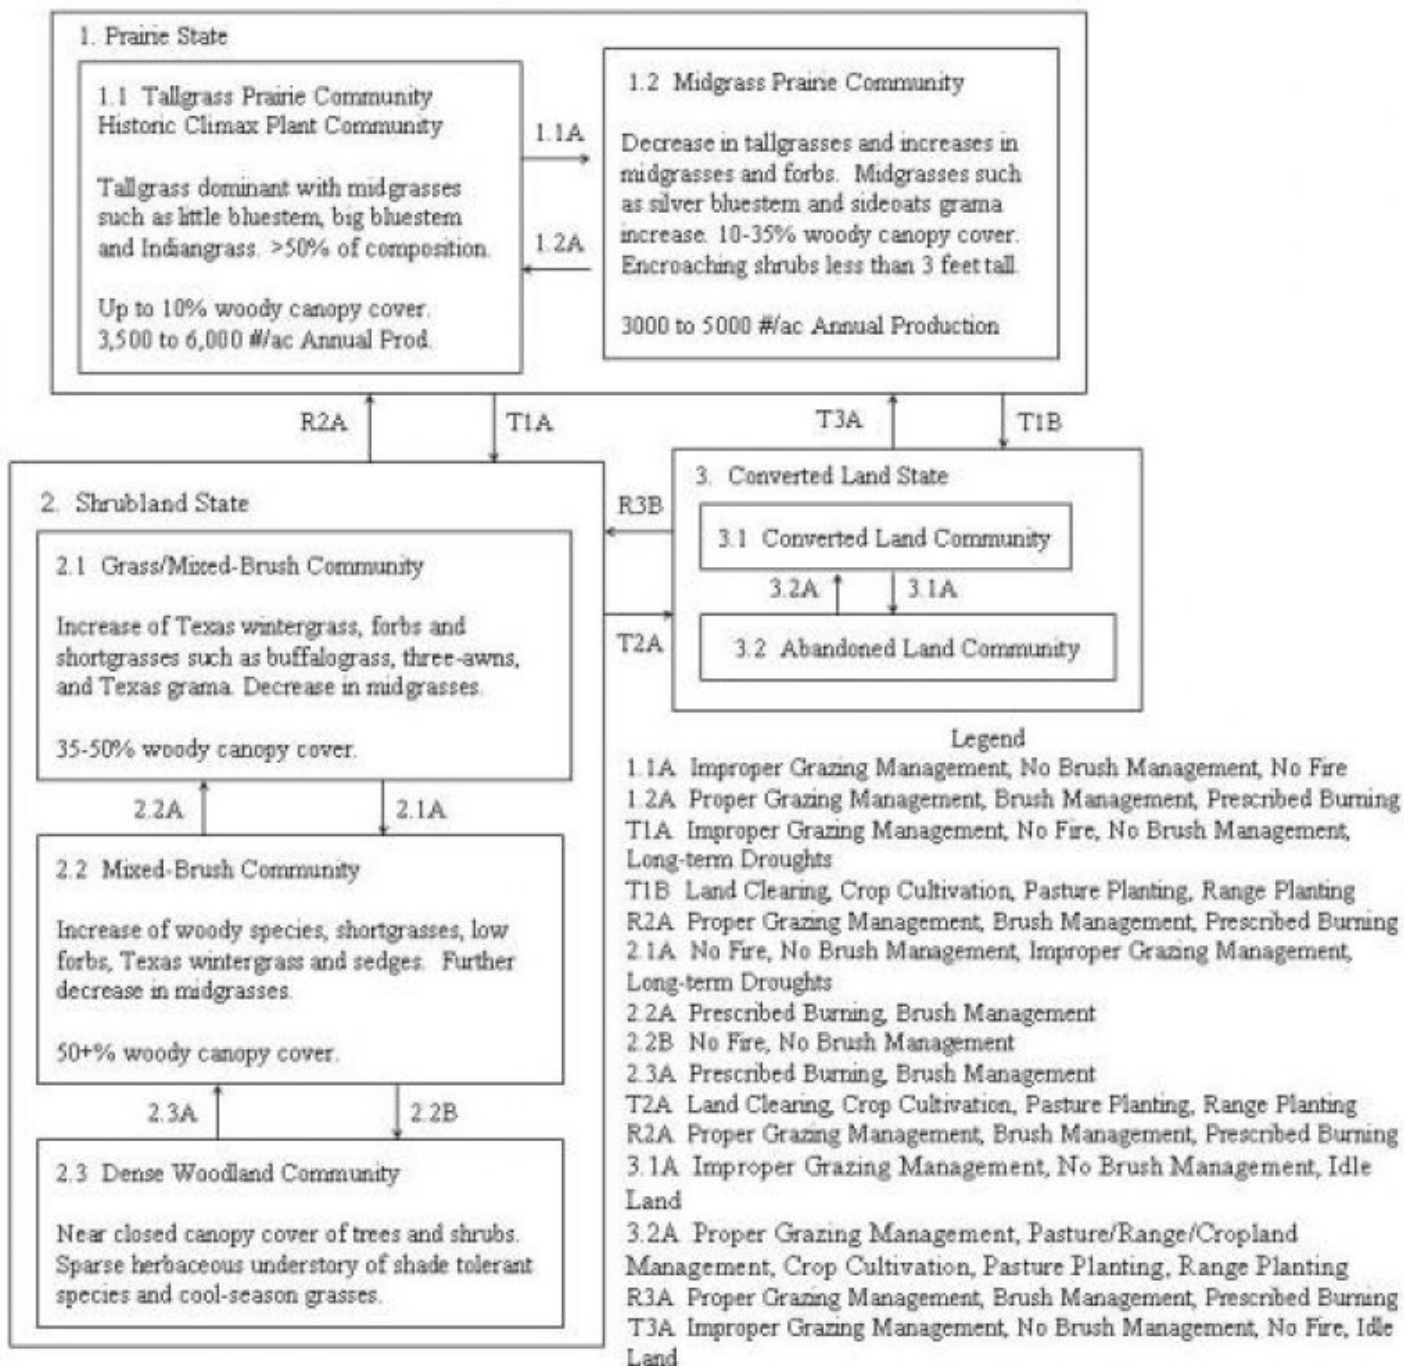 1. Prairie State
1.1 Tallgrass Prairie Community
Historic Climax Plant Community
Tallgrass dominant with midgrasses
such as little bluestem, big bluestem
and Indiangrass. >50% of composition.
Up to 10% woody canopy cover.
3,500 to 6,000 #/ac Annual Prod.
1.1A
1.2A
1.2 Midgrass Prairie Community
Decrease in tallgrasses and increases in
midgrasses and forbs. Midgrasses such
as silver bluestem and sideoats grama
increase. 10-35% woody canopy cover.
Encroaching shrubs less than 3 feet tall.
3000 to 5000 #/ac Annual Production
R2A
T1A
T3A
T1B
2. Shrubland State
2.1 Grass/Mixed-Brush Community
Increase of Texas wintergrass, forbs and
shortgrasses such as buffalograss, three-awns,
and Texas grama. Decrease in midgrasses.
35-50% woody canopy cover.
2.2A
2.1A
2.2 Mixed-Brush Community
Increase of woody species, shortgrasses, low
forbs, Texas wintergrass and sedges. Further
decrease in midgrasses.
50+% woody canopy cover.
2.3A
2.2B
2.3 Dense Woodland Community
Near closed canopy cover of trees and shrubs.
Sparse herbaceous understory of shade tolerant
species and cool-season grasses.
R3B
T2A
3. Converted Land State
3.1 Converted Land Community
3.2A
3.1A
3.2 Abandoned Land Community
Legend
1.1A Improper Grazing Management, No Brush Management, No Fire
1.2A Proper Grazing Management, Brush Management, Prescribed Burning
T1A Improper Grazing Management, No Fire, No Brush Management,
Long-term Droughts
T1B Land Clearing, Crop Cultivation, Pasture Planting, Range Planting
R2A Proper Grazing Management, Brush Management, Prescribed Burning
2.1A No Fire, No Brush Management, Improper Grazing Management,
Long-term Droughts
2.2A Prescribed Burning, Brush Management
2.2B No Fire, No Brush Management
2.3A Prescribed Burning, Brush Management
T2A Land Clearing, Crop Cultivation, Pasture Planting, Range Planting
R2A Proper Grazing Management, Brush Management, Prescribed Burning
3.1A Improper Grazing Management, No Brush Management, Idle
Land
3.2A Proper Grazing Management, Pasture/Range/Cropland
Management, Crop Cultivation, Pasture Planting, Range Planting
R3A Proper Grazing Management, Brush Management, Prescribed Burning
T3A Improper Grazing Management, No Brush Management, No Fire, Idle
Land